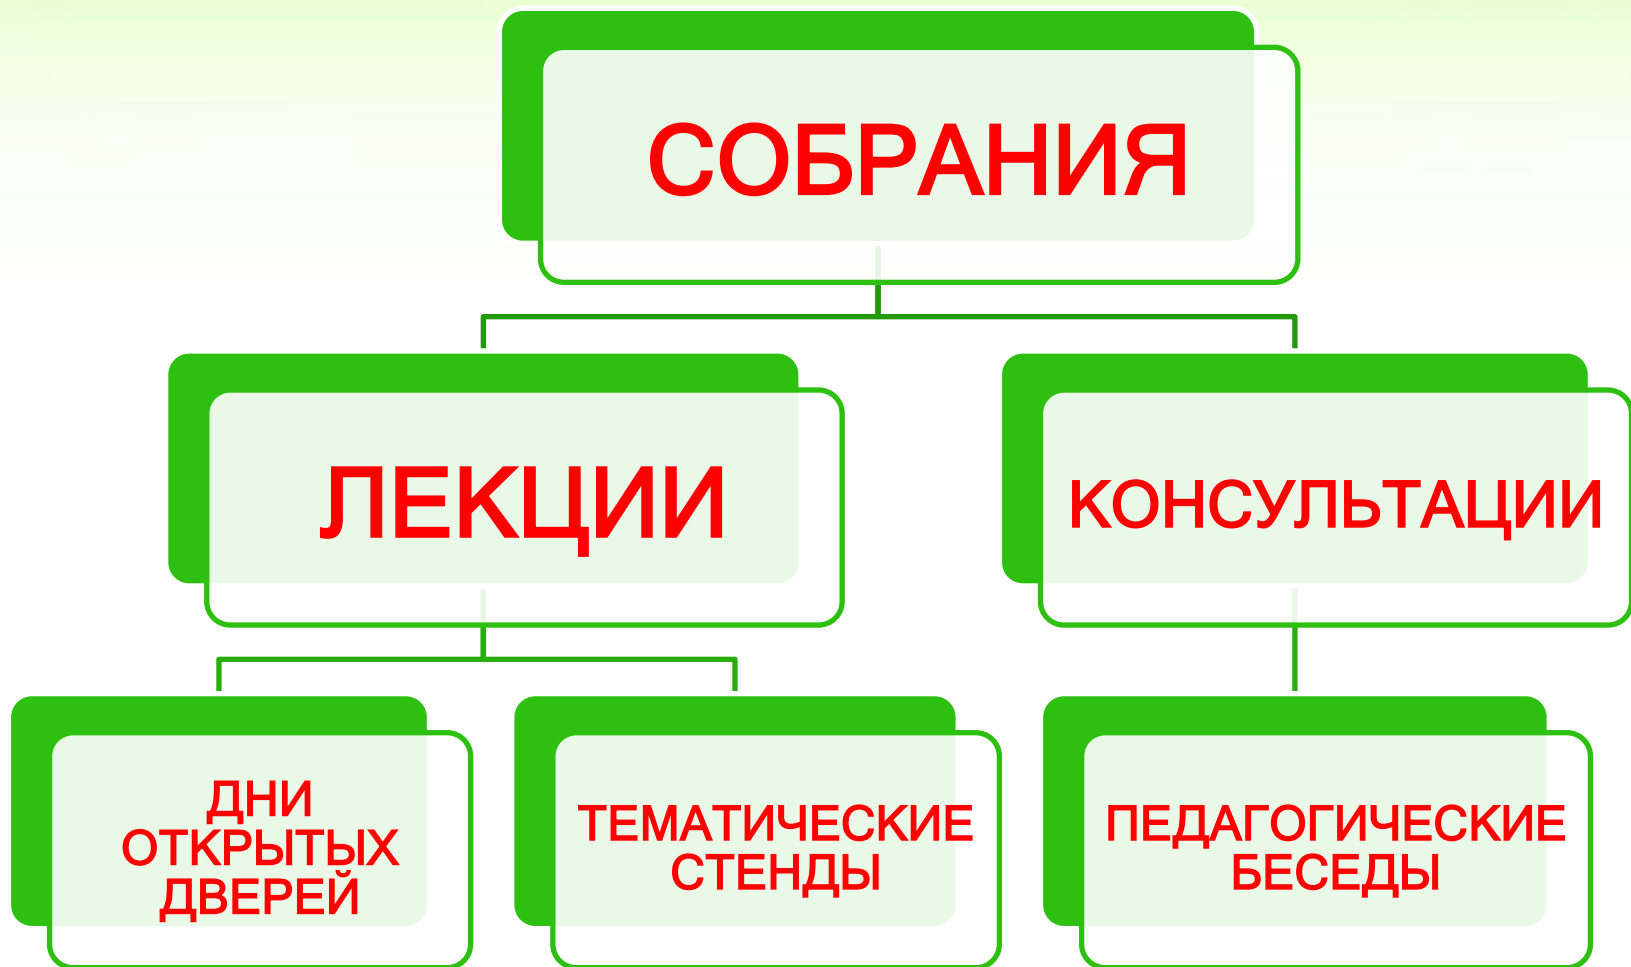 СОБРАНИЯ
ЛЕКЦИИ
КОНСУЛЬТАЦИИ
ДНИ
ОТКРЫТЫХ
ДВЕРЕЙ
ТЕМАТИЧЕСКИЕ
СТЕНДЫ
ПЕДАГОГИЧЕСКИЕ
БЕСЕДЫ